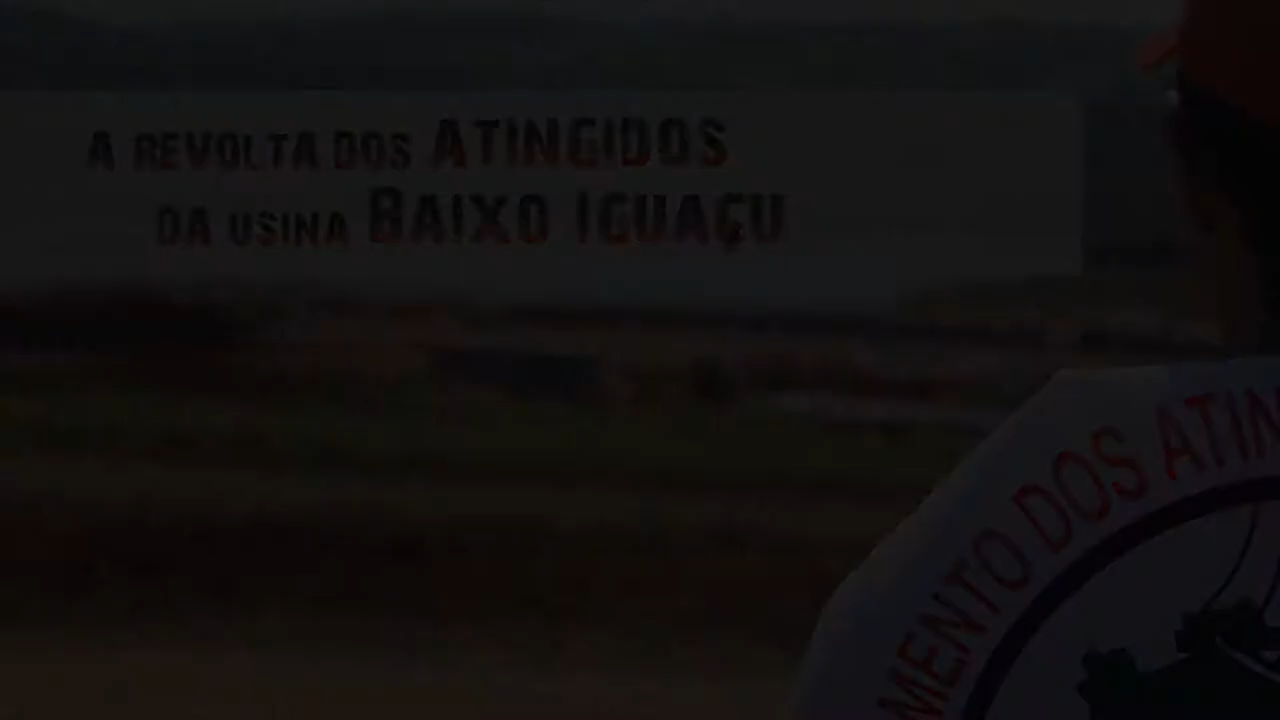 A REVOLTA DOS ATINGIDOS
DA USINA BAIXO IGUAÇU
MENTO DOS ATIN